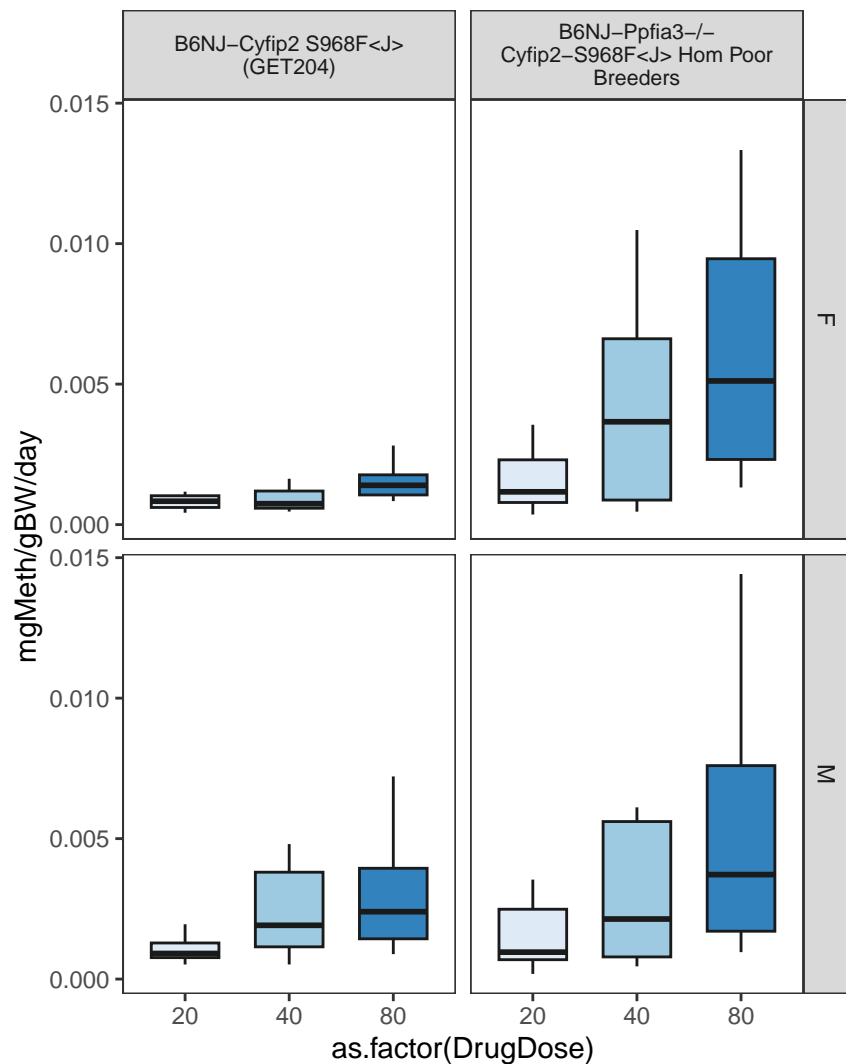 B6NJ−Cyfip2 S968F<J>
(GET204)
B6NJ−Ppfia3−/−
Cyfip2−S968F<J> Hom Poor
Breeders
0.015
0.010
0.005
0.000
F
0.015
0.010
0.005
0.000
M
mgMeth/gBW/day
20 40 80
20 40 80
as.factor(DrugDose)